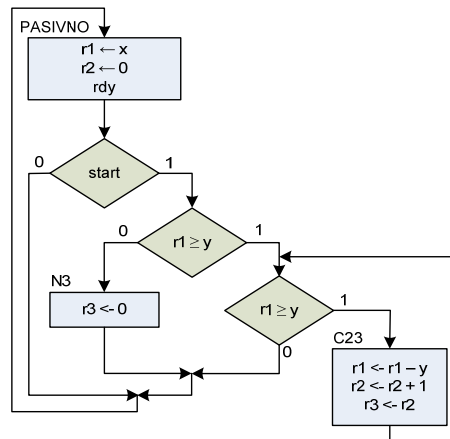 PASIVNO
r1 ← x
r2 ← 0
rdy
0
start
1
0
r1 ≥ y
1
N3
r3 <- 0
r1 ≥ y
1
0
C23
r1 <- r1 – y
r2 <- r2 + 1
r3 <- r2